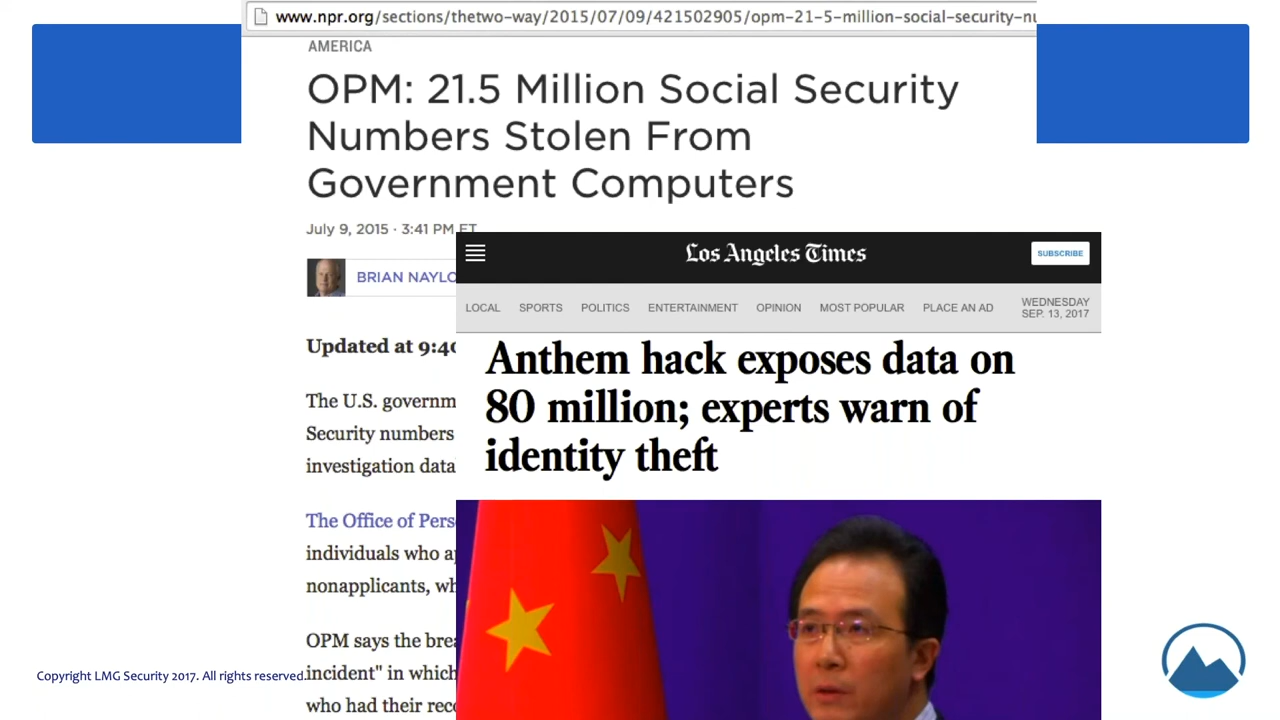 www.npr.org/sections/thetwo-way/2015/07/09/421502905/opm-21-5-million-social-security-nu
AMERICA
OPM: 21.5 Million Social Security
Numbers Stolen From
Government Computers
July 9, 2015 · 3:41 PM ET
BRIAN NAYLO
Updated at 9:40
The U.S. governm
Security numbers
investigation data
The Office of Pers
individuals who a
nonapplicants, wh
OPM says the brea
incident" in which
who had their reco
Los Angeles Times
SUBSCRIBE
LOCAL SPORTS POLITICS ENTERTAINMENT OPINION MOST POPULAR PLACE AN AD WEDNESDAY
SEP. 13, 2017
Anthem hack exposes data on
80 million; experts warn of
identity theft
Copyright LMG Security 2017. All rights reserved.